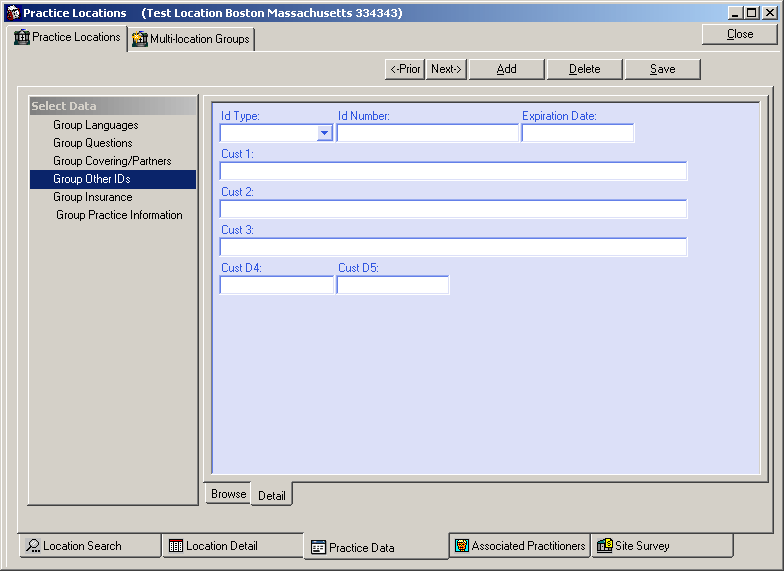 Practice Locations (Test Location Boston Massachusetts 334343)
Practice Locations Multi-location Groups Close
<-Prior Next-> Add Delete Save
Select Data
Group Languages
Group Questions
Group Covering/Partners
Group Other IDs
Group Insurance
Group Practice Information
Id Type: Id Number: Expiration Date:
Cust 1:
Cust 2:
Cust 3:
Cust D4: Cust D5:
Browse Detail
Location Search Location Detail Practice Data Associated Practitioners Site Survey